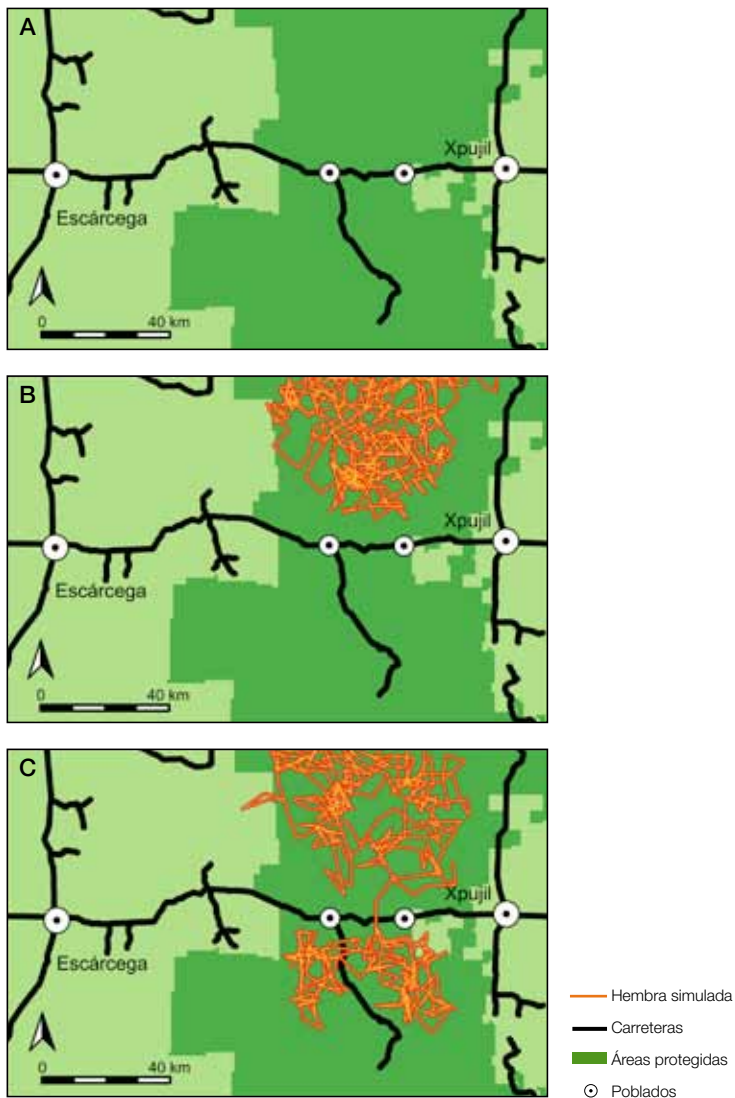 A
Xpujil
Escárcega
0 40 km
B
Xpujil
Escárcega
0 40 km
C
Xpujil
Escárcega
0 40 km
Hembra simulada
Carreteras
Áreas protegidas
Poblados